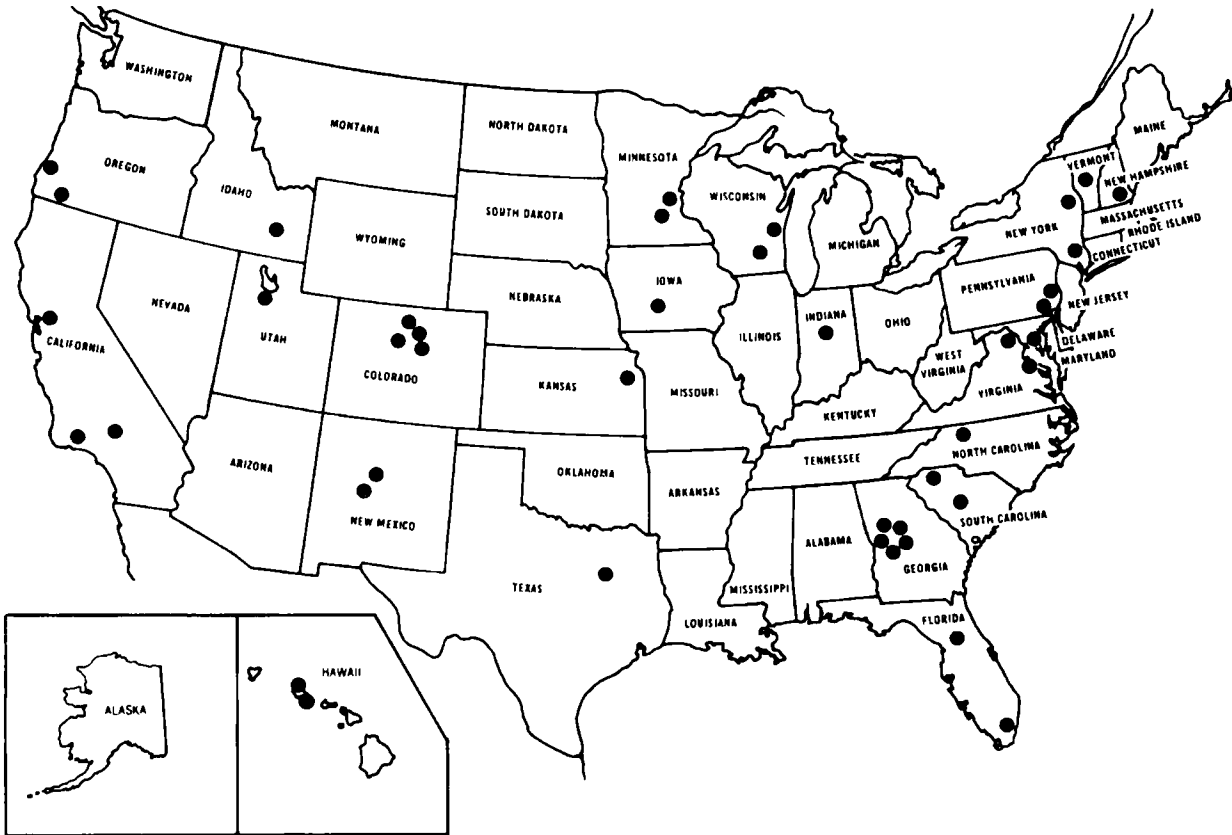 WASHINGTON
MONTANA
NORTH DAKOTA
MINNESOTA
MAINE
VERMONT
NEW HAMPSHIRE
OREGON
IDAHO
WISCONSIN
SOUTH DAKOTA
MASSACHUSETTS
RHODE ISLAND
NEW YORK
CONNECTICUT
WYOMING
MICHIGAN
PENNSYLVANIA
NEW JERSEY
IOWA
NEBRASKA
NEVADA
UTAH
ILLINOIS
INDIANA
OHIO
DELAWARE
MARYLAND
CALIFORNIA
COLORADO
KANSAS
MISSOURI
WEST
VIRGINIA
VIRGINIA
KENTUCKY
ARIZONA
NEW MEXICO
OKLAHOMA
TENNESSEE
NORTH CAROLINA
ARKANSAS
SOUTH CAROLINA
ALABAMA
GEORGIA
TEXAS
MISSISSIPPI
LOUISIANA
FLORIDA
HAWAII
ALASKA